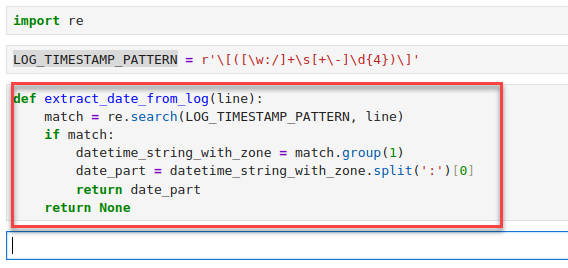 import re
LOG_TIMESTAMP_PATTERN = r'\[([\w:/]+\s[+\-]\d{4})\]'
def extract_date_from_log(line):
    match = re.search(LOG_TIMESTAMP_PATTERN, line)
    if match:
        datetime_string_with_zone = match.group(1)
        date_part = datetime_string_with_zone.split(':')[0]
        return date_part
    return None